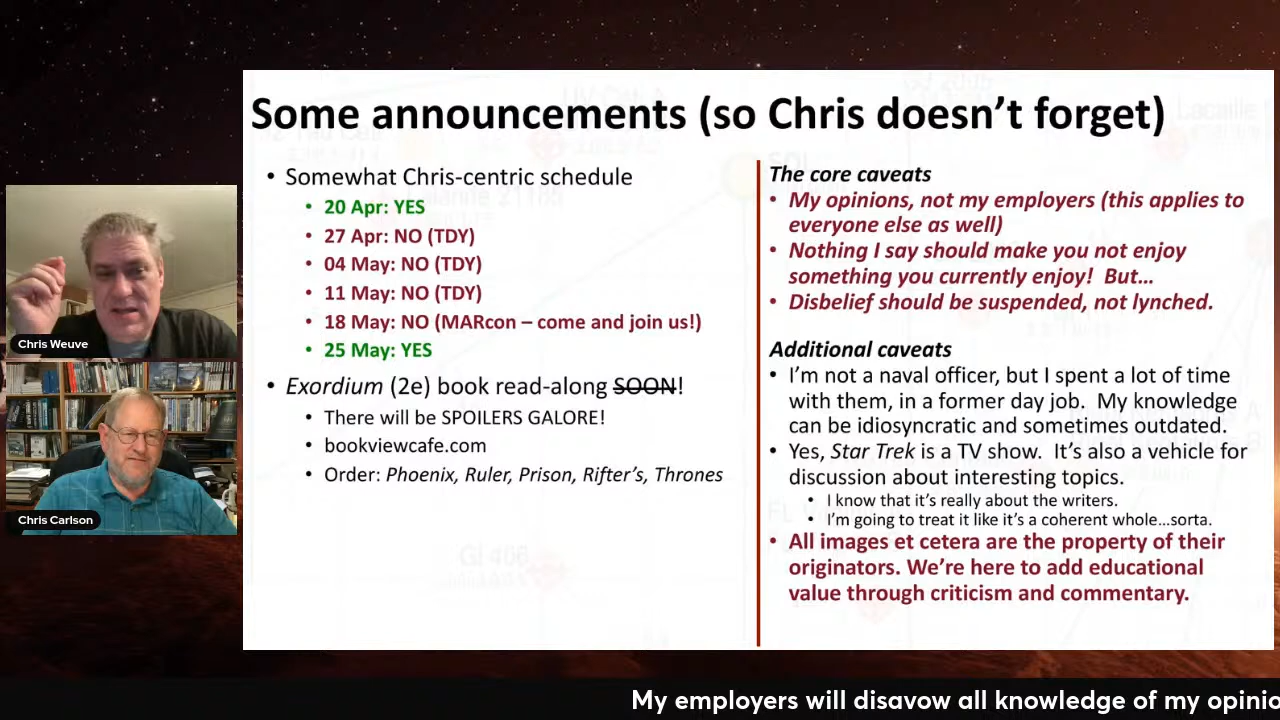 Some announcements (so Chris doesn't forget)
• Somewhat Chris-centric schedule
• 20 Apr: YES
• 27 Apr: NO (TDY)
• 04 May: NO (TDY)
• 11 May: NO (TDY)
• 18 May: NO (MARcon – come and join us!)
• 25 May: YES
• Exordium (2e) book read-along SOON!
• There will be SPOILERS GALORE!
• bookviewcafe.com
• Order: Phoenix, Ruler, Prison, Rifter's, Thrones
The core caveats
• My opinions, not my employers (this applies to
everyone else as well)
• Nothing I say should make you not enjoy
something you currently enjoy! But…
• Disbelief should be suspended, not lynched.
Additional caveats
• I'm not a naval officer, but I spent a lot of time
with them, in a former day job. My knowledge
can be idiosyncratic and sometimes outdated.
• Yes, Star Trek is a TV show. It's also a vehicle for
discussion about interesting topics.
• I know that it's really about the writers.
• I'm going to treat it like it's a coherent whole…sorta.
• All images et cetera are the property of their
originators. We're here to add educational
value through criticism and commentary.
Chris Weuve
Chris Carlson
Gl 406
My employers will disavow all knowledge of my opinio